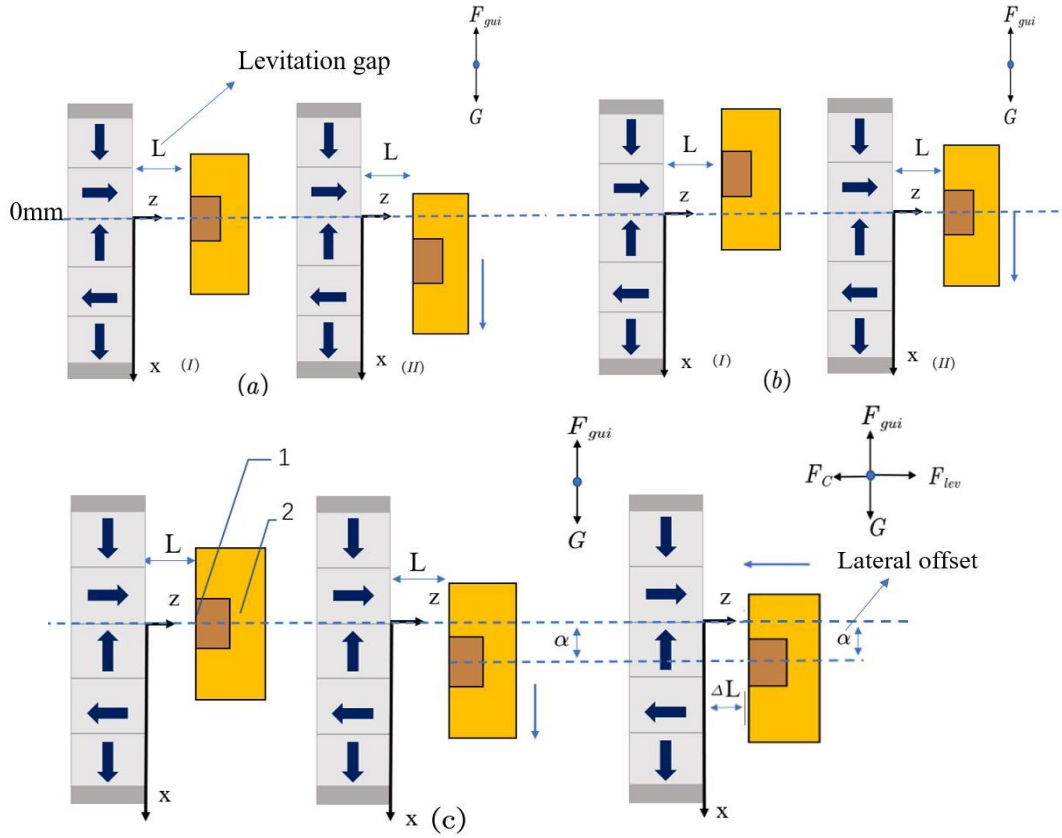 F_gui
Levitation gap
G
L
L
z
z
0mm
x (I)
x (II)
(a)
F_gui
G
L
L
z
z
x (I)
x (II)
(b)
1
2
L
z
x
F_gui
G
L
z
α
x
(c)
F_gui
F_C
F_lev
G
Lateral offset
z
α
ΔL
x